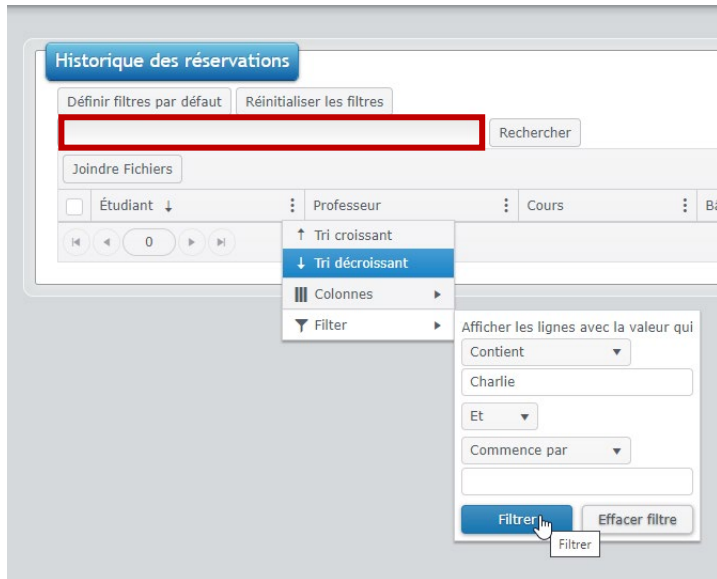 Historique des réservations
Définir filtres par défaut Réinitialiser les filtres
Rechercher
Joindre Fichiers
Étudiant ↓ Professeur Cours
0
↑ Tri croissant
↓ Tri décroissant
Colonnes
Filter
Afficher les lignes avec la valeur qui
Contient
Charlie
Et
Commence par
Filtrer Effacer filtre
Filtrer